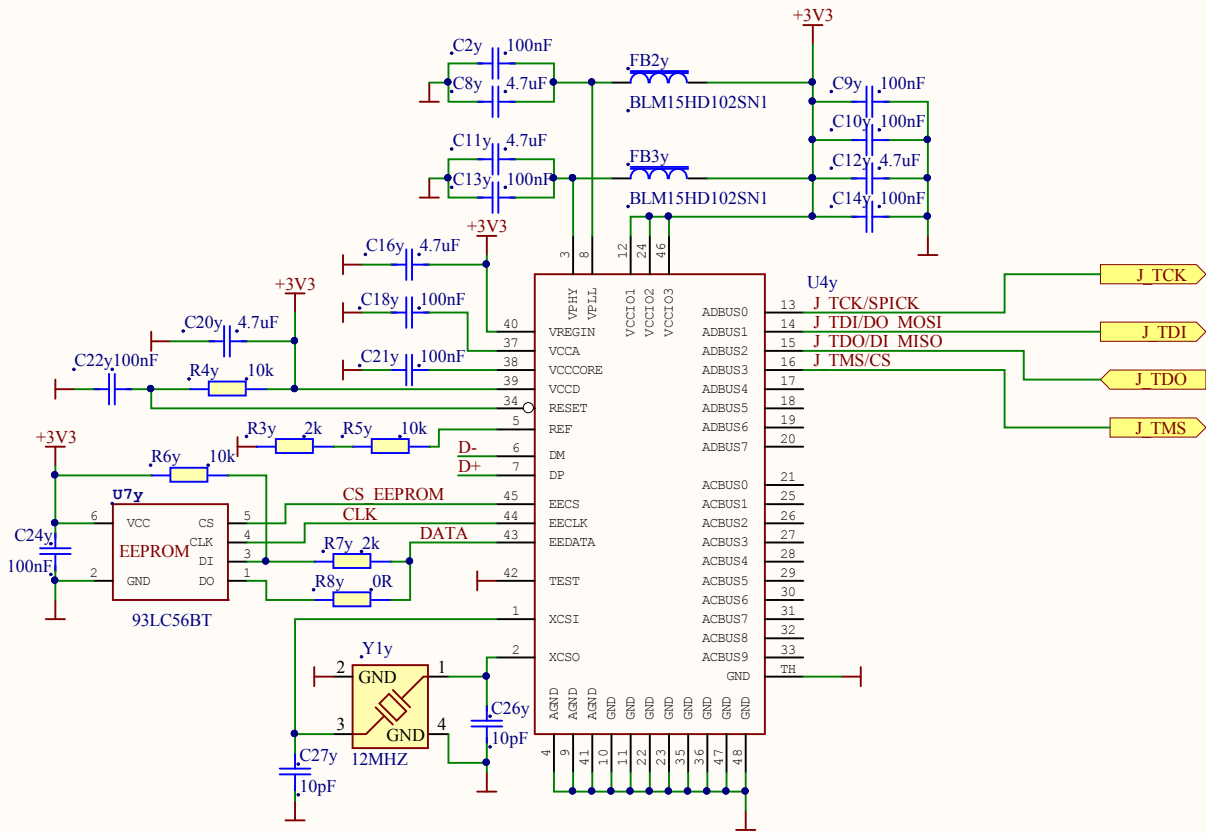 +3V3
C2y 100nF
C8y 4.7uF
FB2y
BLM15HD102SN1
C9y 100nF
C10y 100nF
C12y 4.7uF
C14y 100nF
C11y 4.7uF
C13y 100nF
FB3y
BLM15HD102SN1
+3V3
C16y 4.7uF
C18y 100nF
C21y 100nF
+3V3
C20y 4.7uF
C22y 100nF
R4y 10k
R3y 2k R5y 10k
D-
D+
+3V3
R6y 10k
U7y
EEPROM
6 VCC
2 GND
CS 5
CLK 4
DI 3
DO 1
93LC56BT
C24y
100nF
CS EEPROM
CLK
DATA
R7y 2k
R8y 0R
Y1y
2 GND 1
3 GND 4
12MHZ
C26y
10pF
C27y
10pF
U4y
3 VPHY
8 VPLL
12 VCCIO1
24 VCCIO2
46 VCCIO3
40 VREGIN
37 VCCA
38 VCCCORE
39 VCCD
34 RESET
5 REF
6 DM
7 DP
45 EECS
44 EECLK
43 EEDATA
42 TEST
1 XCSI
2 XCSO
ADBUS0 13 J_TCK/SPICK
ADBUS1 14 J_TDI/DO MOSI
ADBUS2 15 J_TDO/DI MISO
ADBUS3 16 J_TMS/CS
ADBUS4 17
ADBUS5 18
ADBUS6 19
ADBUS7 20
ACBUS0 21
ACBUS1 25
ACBUS2 26
ACBUS3 27
ACBUS4 28
ACBUS5 29
ACBUS6 30
ACBUS7 31
ACBUS8 32
ACBUS9 33
GND TH
AGND 4
AGND 9
AGND 41
GND 10
GND 11
GND 22
GND 23
GND 35
GND 36
GND 47
GND 48
J_TCK
J_TDI
J_TDO
J_TMS